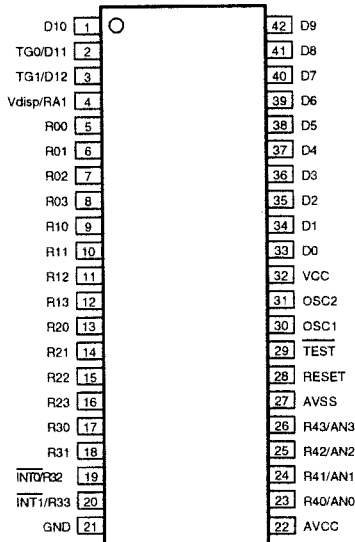 D10 1 42 D9
TG0/D11 2 41 D8
TG1/D12 3 40 D7
Vdisp/RA1 4 39 D6
R00 5 38 D5
R01 6 37 D4
R02 7 36 D3
R03 8 35 D2
R10 9 34 D1
R11 10 33 D0
R12 11 32 VCC
R13 12 31 OSC2
R20 13 30 OSC1
R21 14 29 TEST
R22 15 28 RESET
R23 16 27 AVSS
R30 17 26 R43/AN3
R31 18 25 R42/AN2
INT0/R32 19 24 R41/AN1
INT1/R33 20 23 R40/AN0
GND 21 22 AVCC